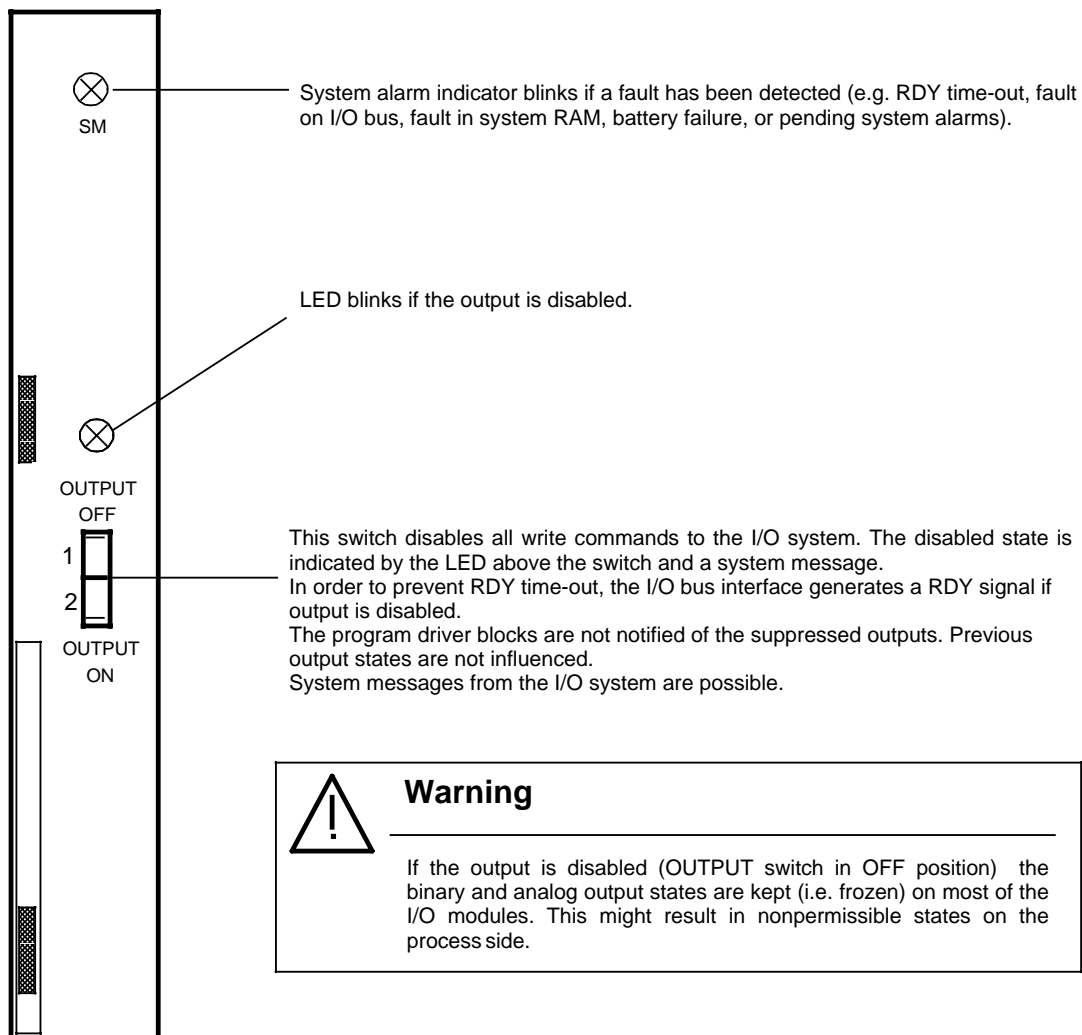 SM
System alarm indicator blinks if a fault has been detected (e.g. RDY time-out, fault
on I/O bus, fault in system RAM, battery failure, or pending system alarms).
LED blinks if the output is disabled.
OUTPUT
OFF
1
2
OUTPUT
ON
This switch disables all write commands to the I/O system. The disabled state is
indicated by the LED above the switch and a system message.
In order to prevent RDY time-out, the I/O bus interface generates a RDY signal if
output is disabled.
The program driver blocks are not notified of the suppressed outputs. Previous
output states are not influenced.
System messages from the I/O system are possible.
!
Warning
If the output is disabled (OUTPUT switch in OFF position) the
binary and analog output states are kept (i.e. frozen) on most of the
I/O modules. This might result in nonpermissible states on the
process side.